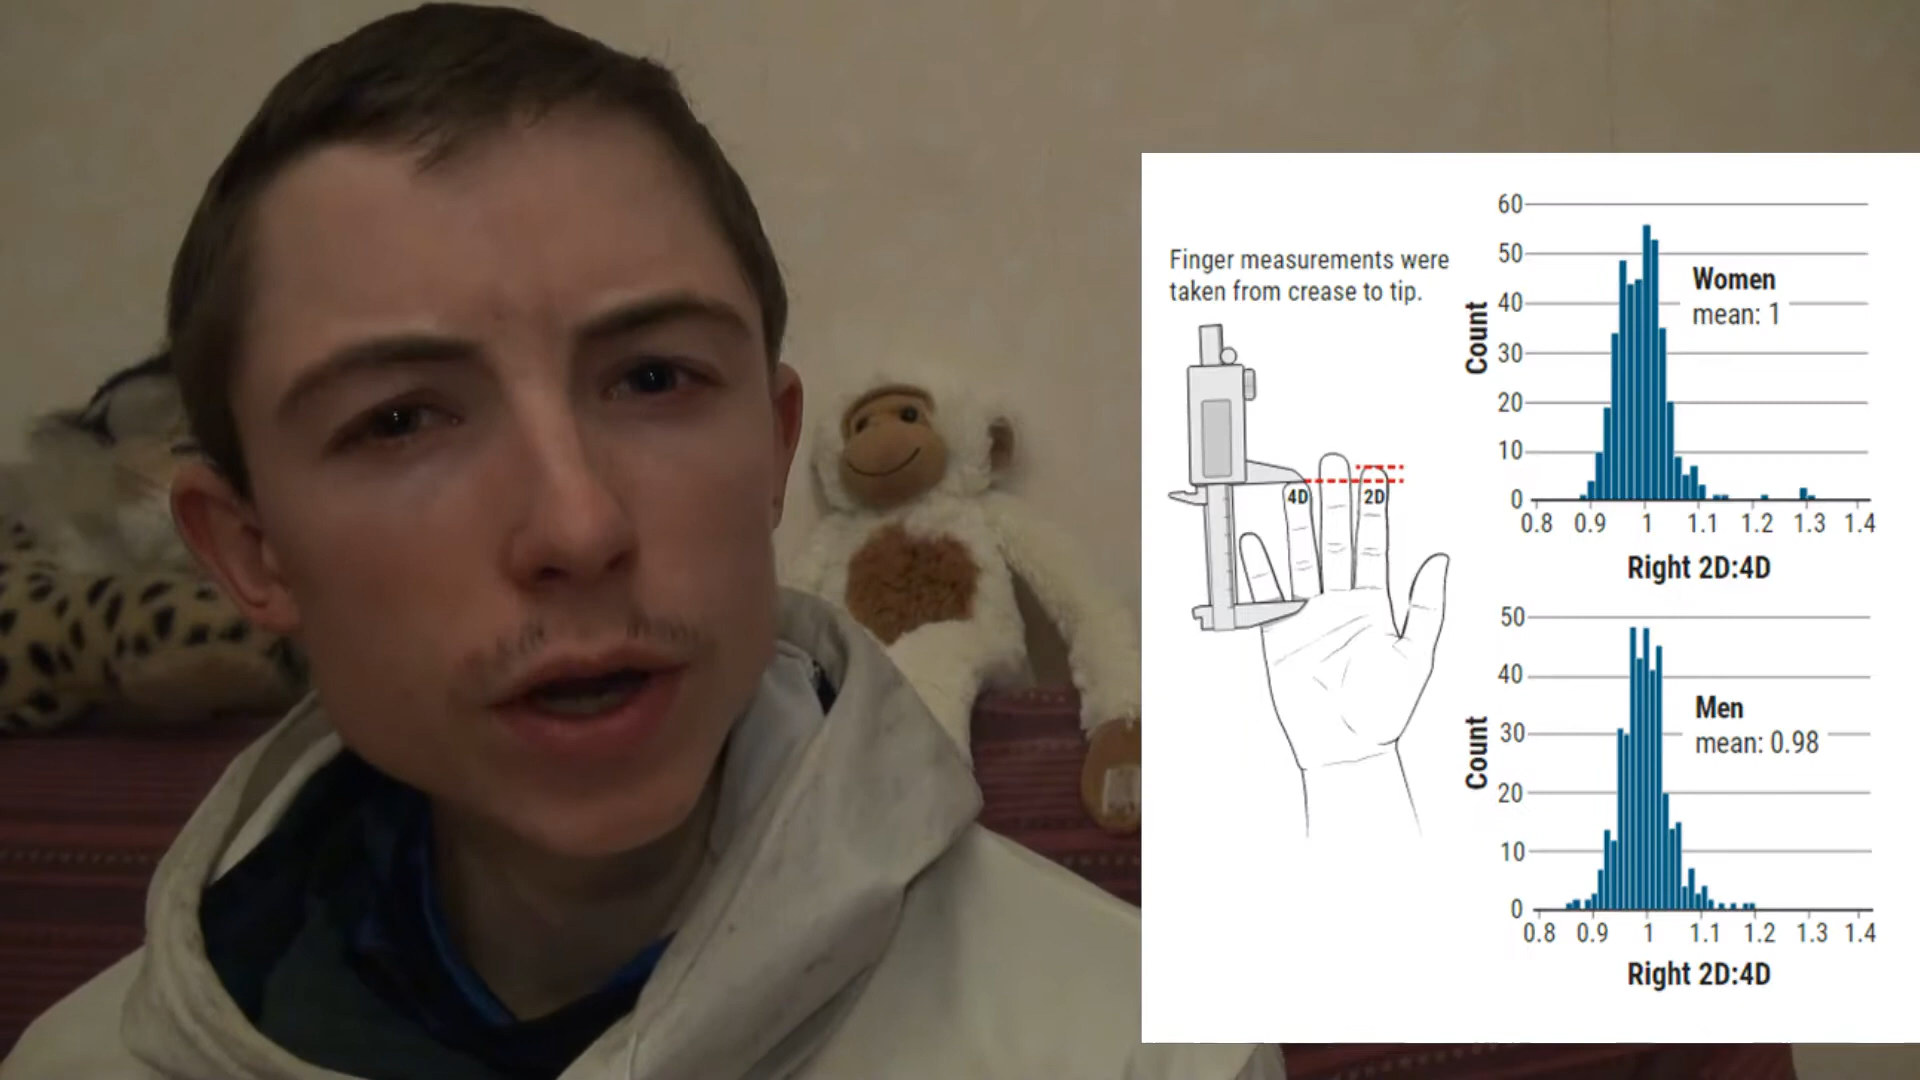 Finger measurements were
taken from crease to tip.
4D
2D
60
50
40
30
20
10
0
Count
Women
mean: 1
0.8 0.9 1 1.1 1.2 1.3 1.4
Right 2D:4D
50
40
30
20
10
0
Count
Men
mean: 0.98
0.8 0.9 1 1.1 1.2 1.3 1.4
Right 2D:4D